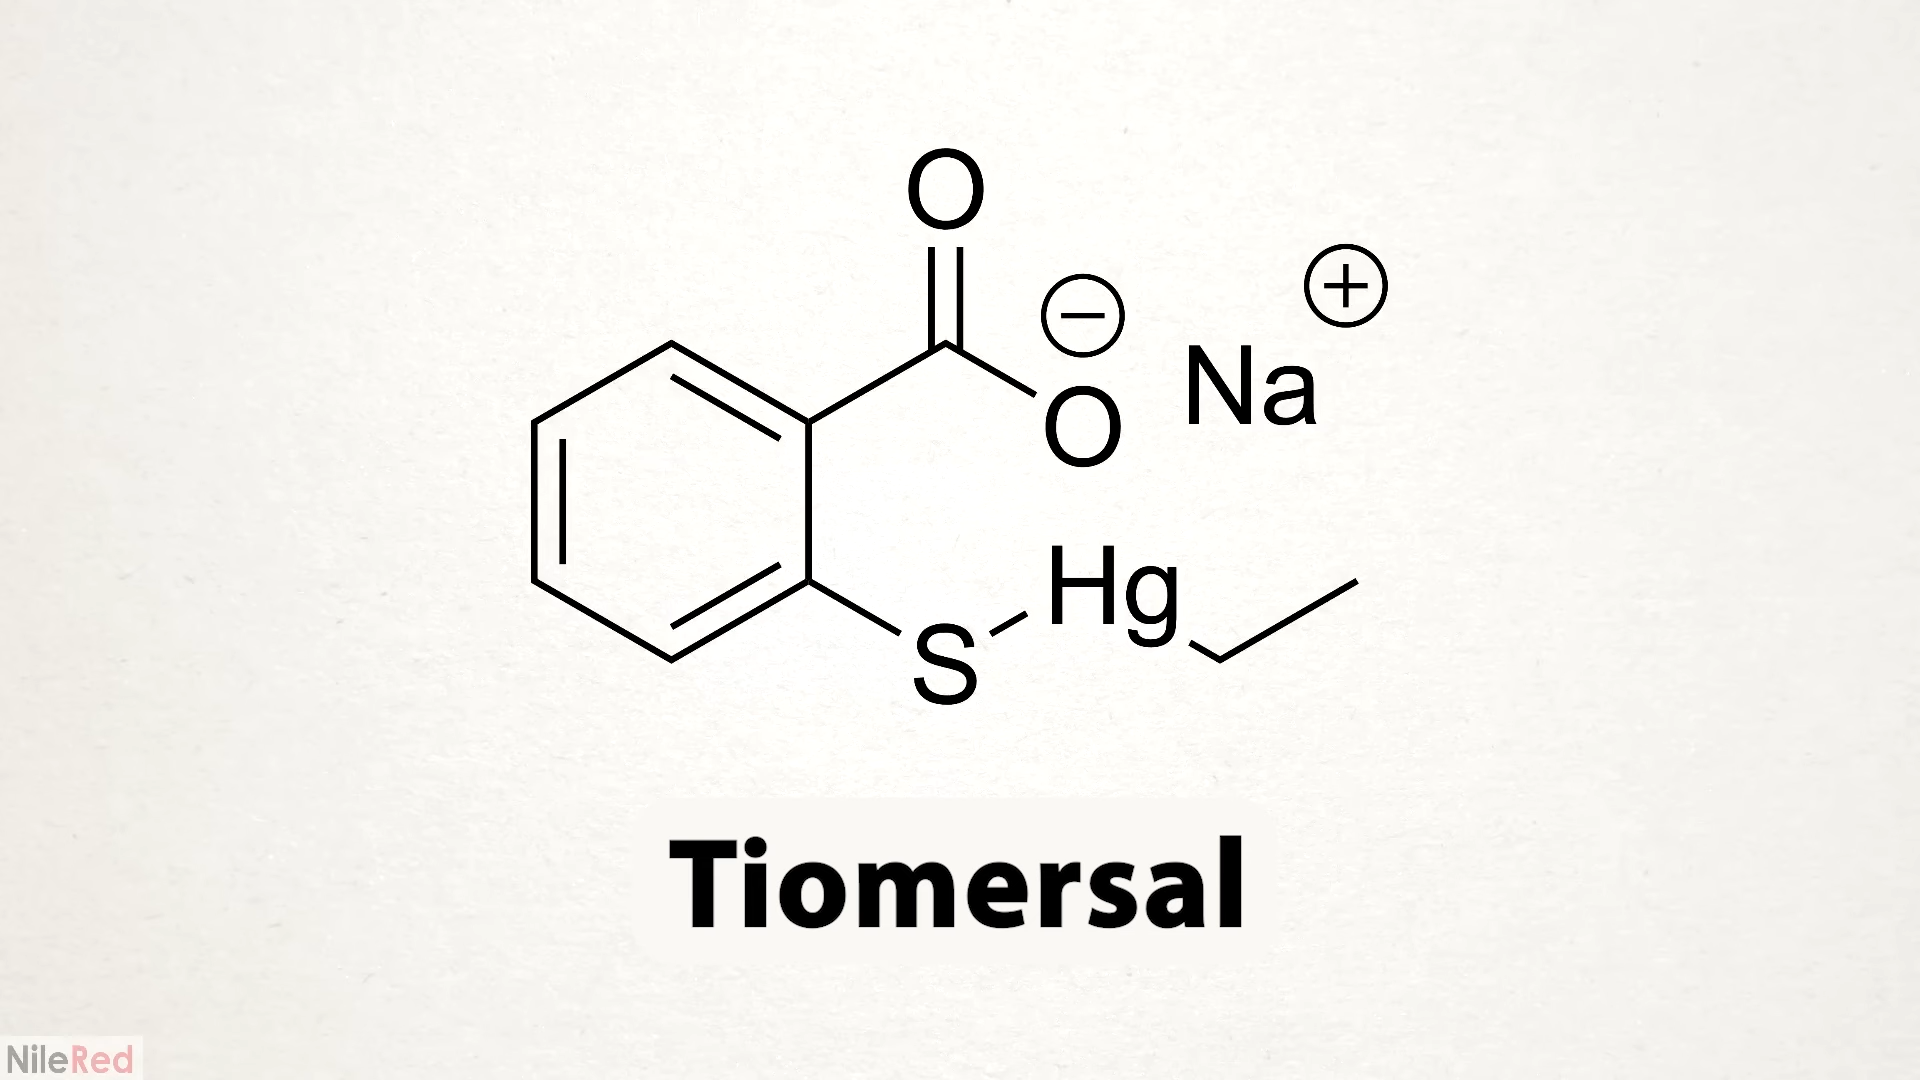 O
−
+
Na
O
Hg
S
Tiomersal
NileRed